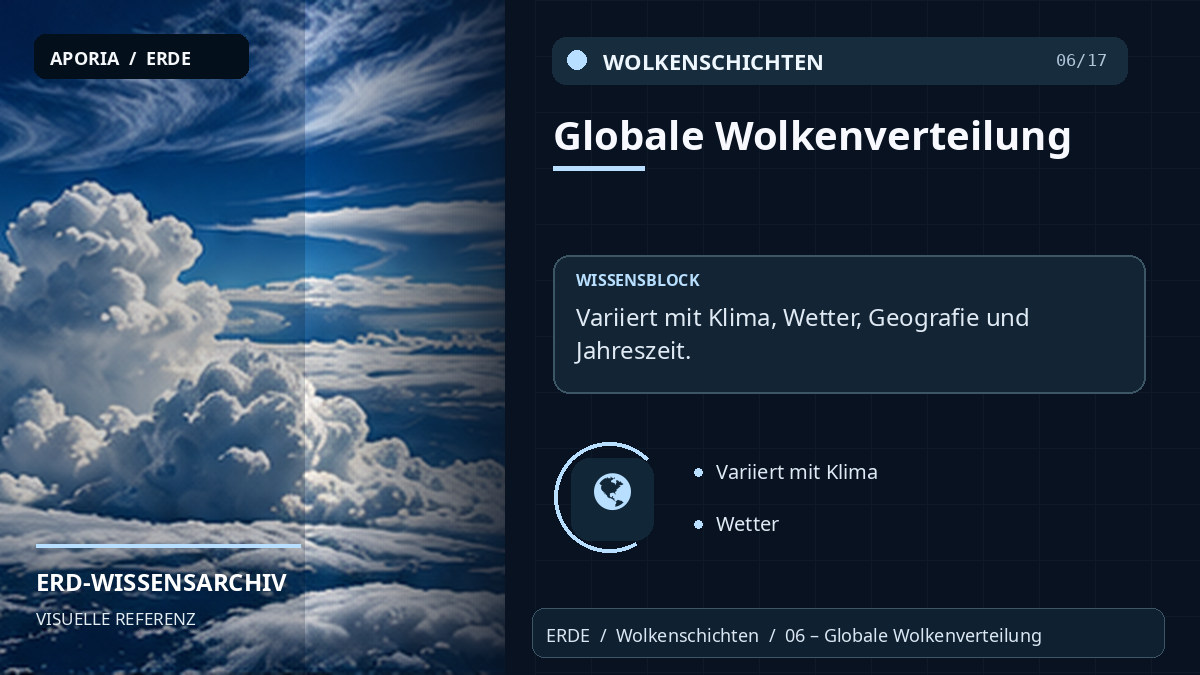 APORIA / ERDE
ERD-WISSENSARCHIV
VISUELLE REFERENZ
WOLKENSCHICHTEN
06/17
Globale Wolkenverteilung
WISSENSBLOCK
Variiert mit Klima, Wetter, Geografie und
Jahreszeit.
Variiert mit Klima
Wetter
ERDE / Wolkenschichten / 06 – Globale Wolkenverteilung